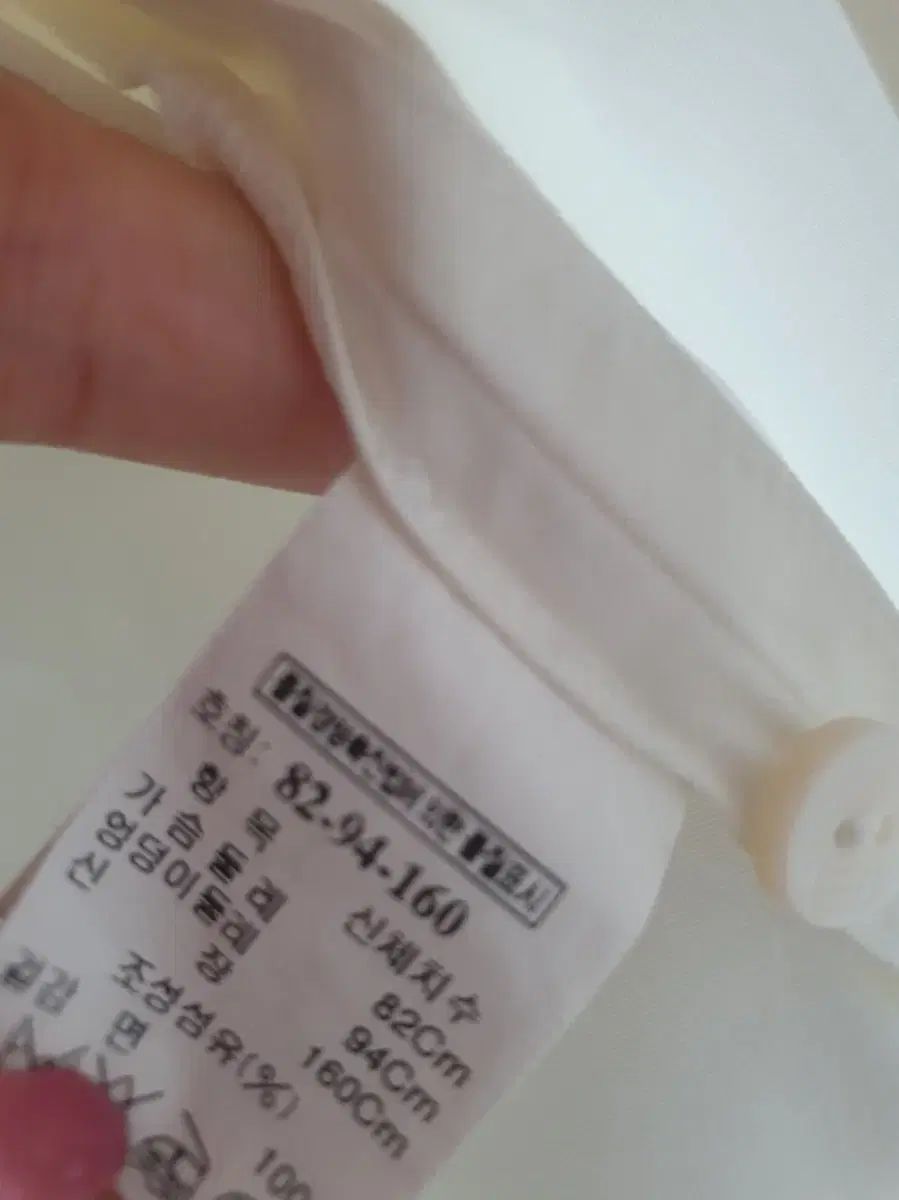 호칭: 82-94-160
항 목 신체치수
가슴둘레 82Cm
엉덩이둘레 94Cm
신 장 160Cm
조성섬유(%)
겉감 면 100